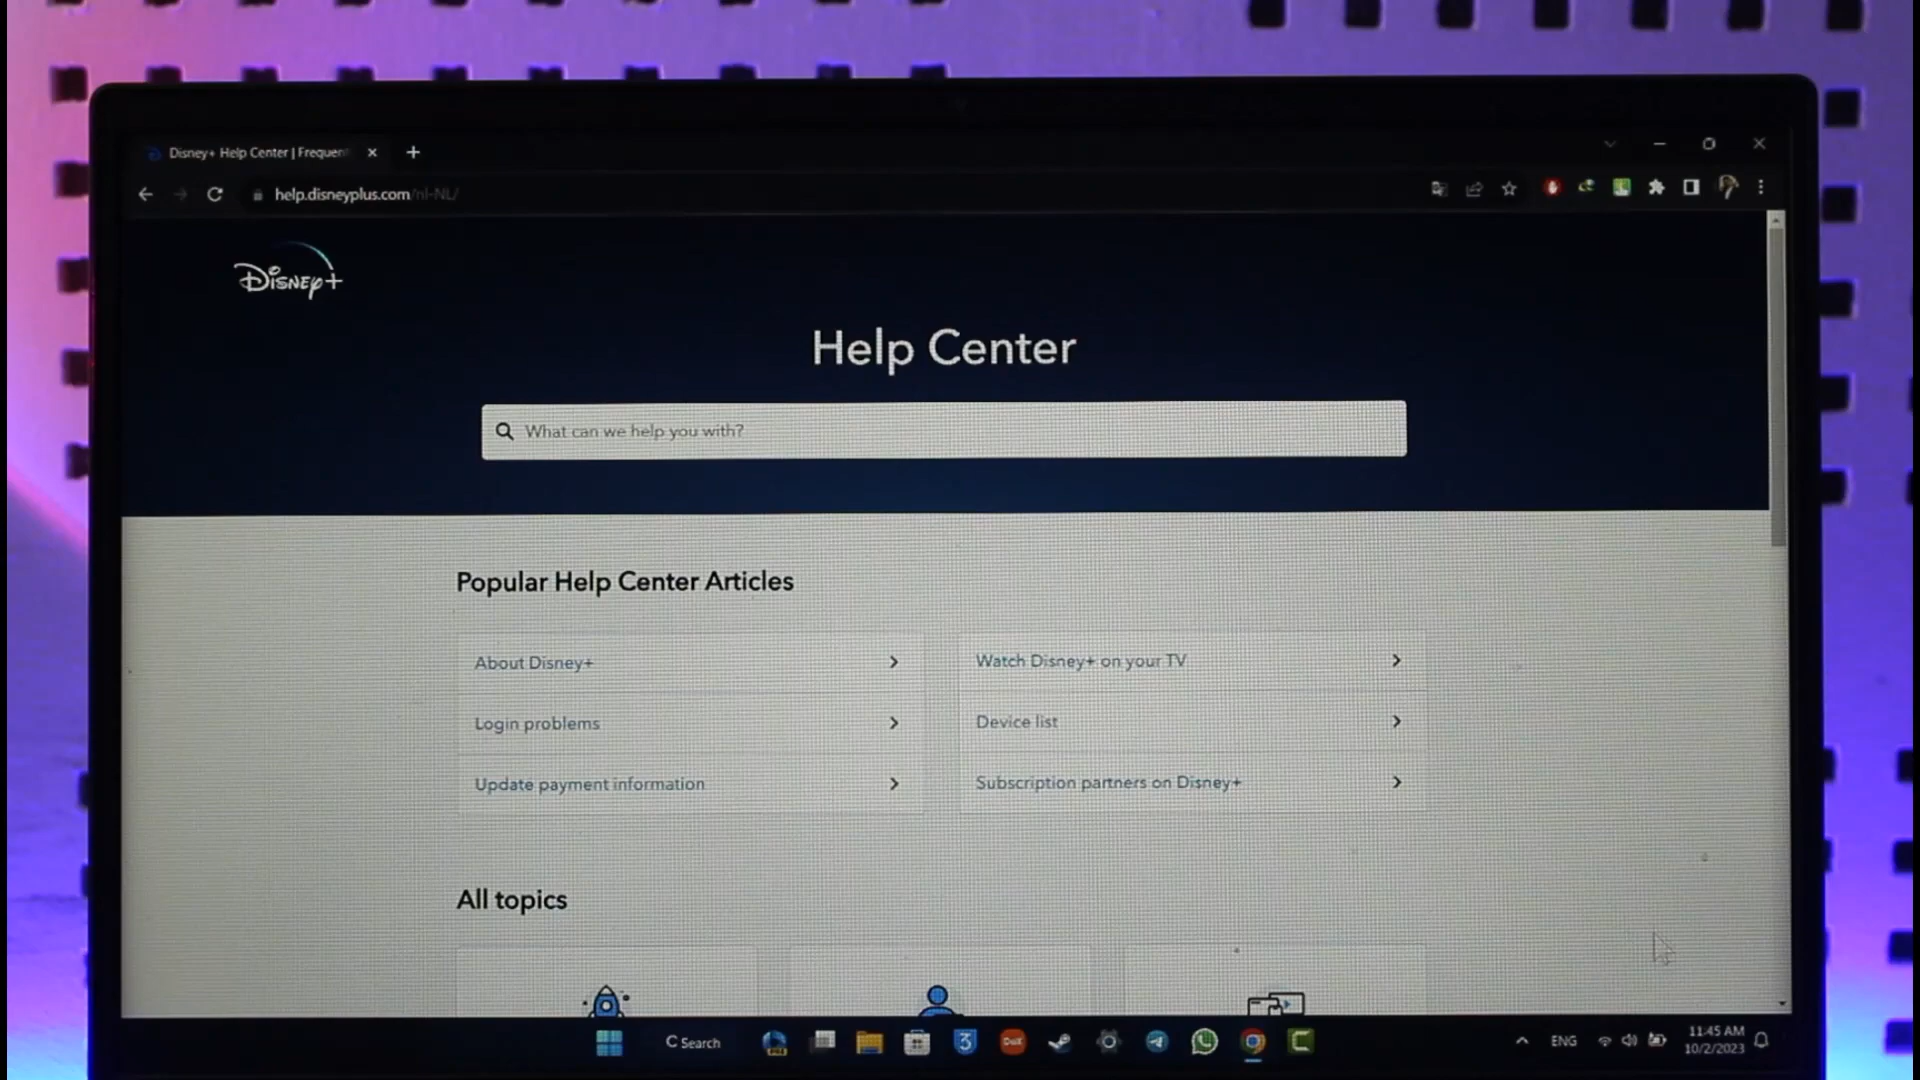 Disney+ Help Center | Frequen
help.disneyplus.com/nl-NL/
Disney+
Help Center
What can we help you with?
Popular Help Center Articles
About Disney+
Watch Disney+ on your TV
Login problems
Device list
Update payment information
Subscription partners on Disney+
All topics
Search
3
ENG
11:45 AM
10/2/2023